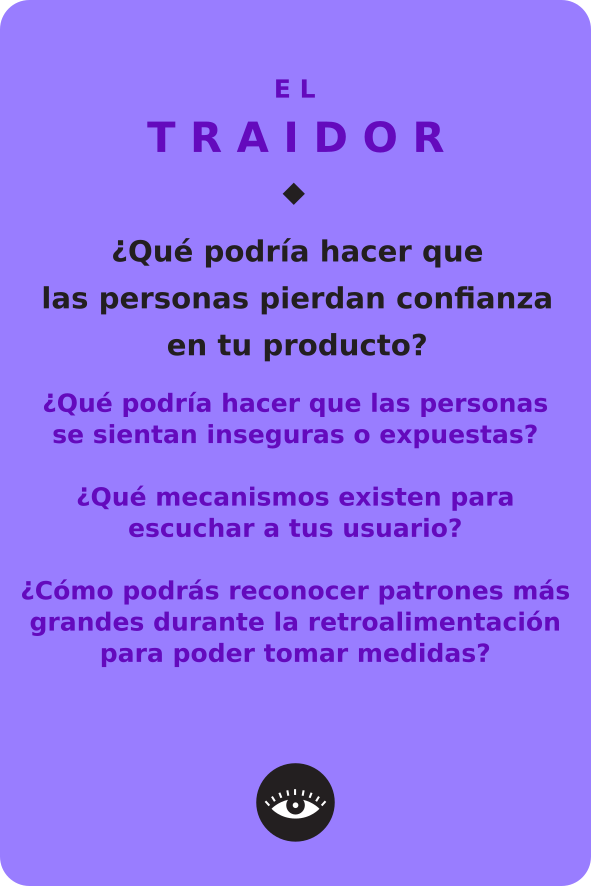 EL
TRAIDOR
¿Qué podría hacer que
las personas pierdan confianza
en tu producto?
¿Qué podría hacer que las personas
se sientan inseguras o expuestas?
¿Qué mecanismos existen para
escuchar a tus usuario?
¿Cómo podrás reconocer patrones más
grandes durante la retroalimentación
para poder tomar medidas?